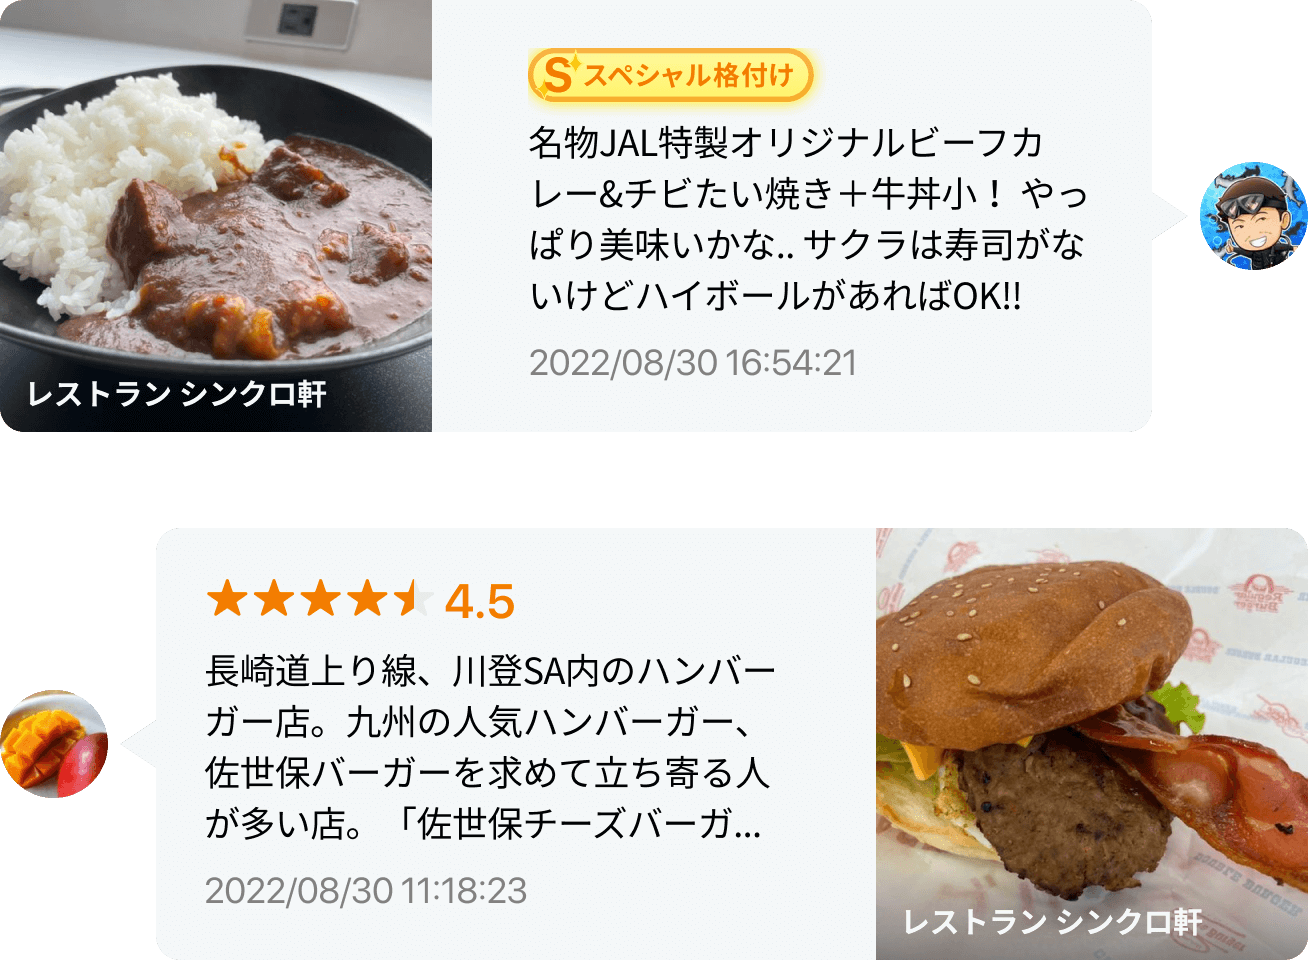 Sスペシャル格付け
名物JAL特製オリジナルビーフカ
レー&チビたい焼き＋牛丼小！ やっ
ぱり美味いかな.. サクラは寿司がな
いけどハイボールがあればOK!!
2022/08/30 16:54:21
レストラン シンクロ軒
4.5
長崎道上り線、川登SA内のハンバー
ガー店。九州の人気ハンバーガー、
佐世保バーガーを求めて立ち寄る人
が多い店。「佐世保チーズバーガ...
2022/08/30 11:18:23
Regular
Burger
レストラン シンクロ軒